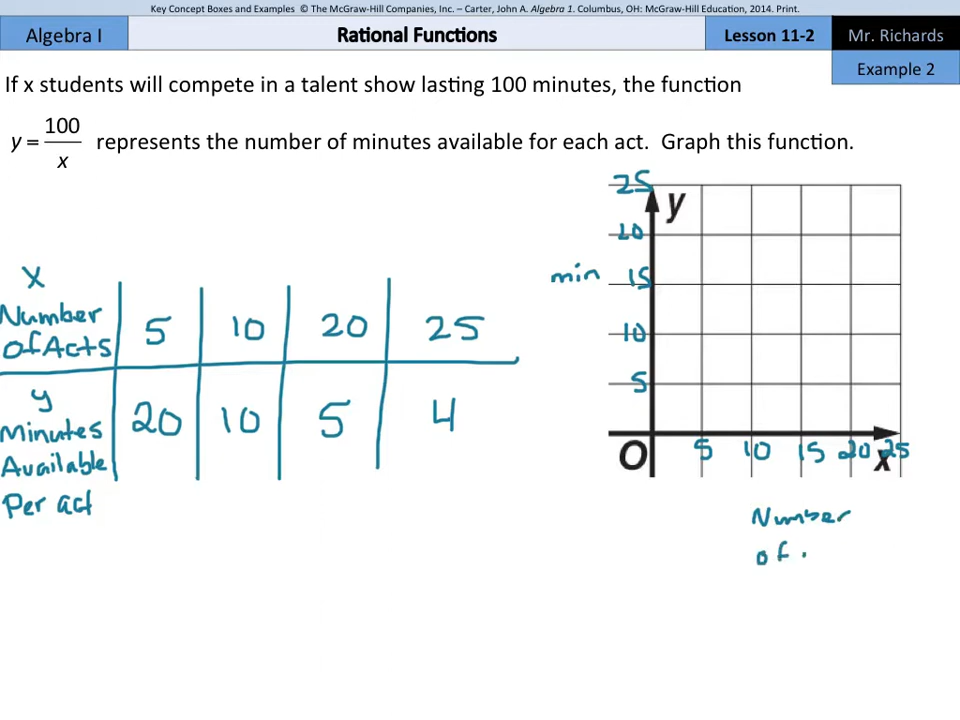 Key Concept Boxes and Examples © The McGraw-Hill Companies, Inc. – Carter, John A. Algebra 1. Columbus, OH: McGraw-Hill Education, 2014. Print.
Algebra I
Rational Functions
Lesson 11-2
Mr. Richards
Example 2
If x students will compete in a talent show lasting 100 minutes, the function
y = 100/x represents the number of minutes available for each act. Graph this function.
x
Number
of Acts
5 10 20 25
y
Minutes
Available
Per act
20 10 5 4
25
y
20
min 15
10
5
O 5 10 15 20 25
x
Number
of .